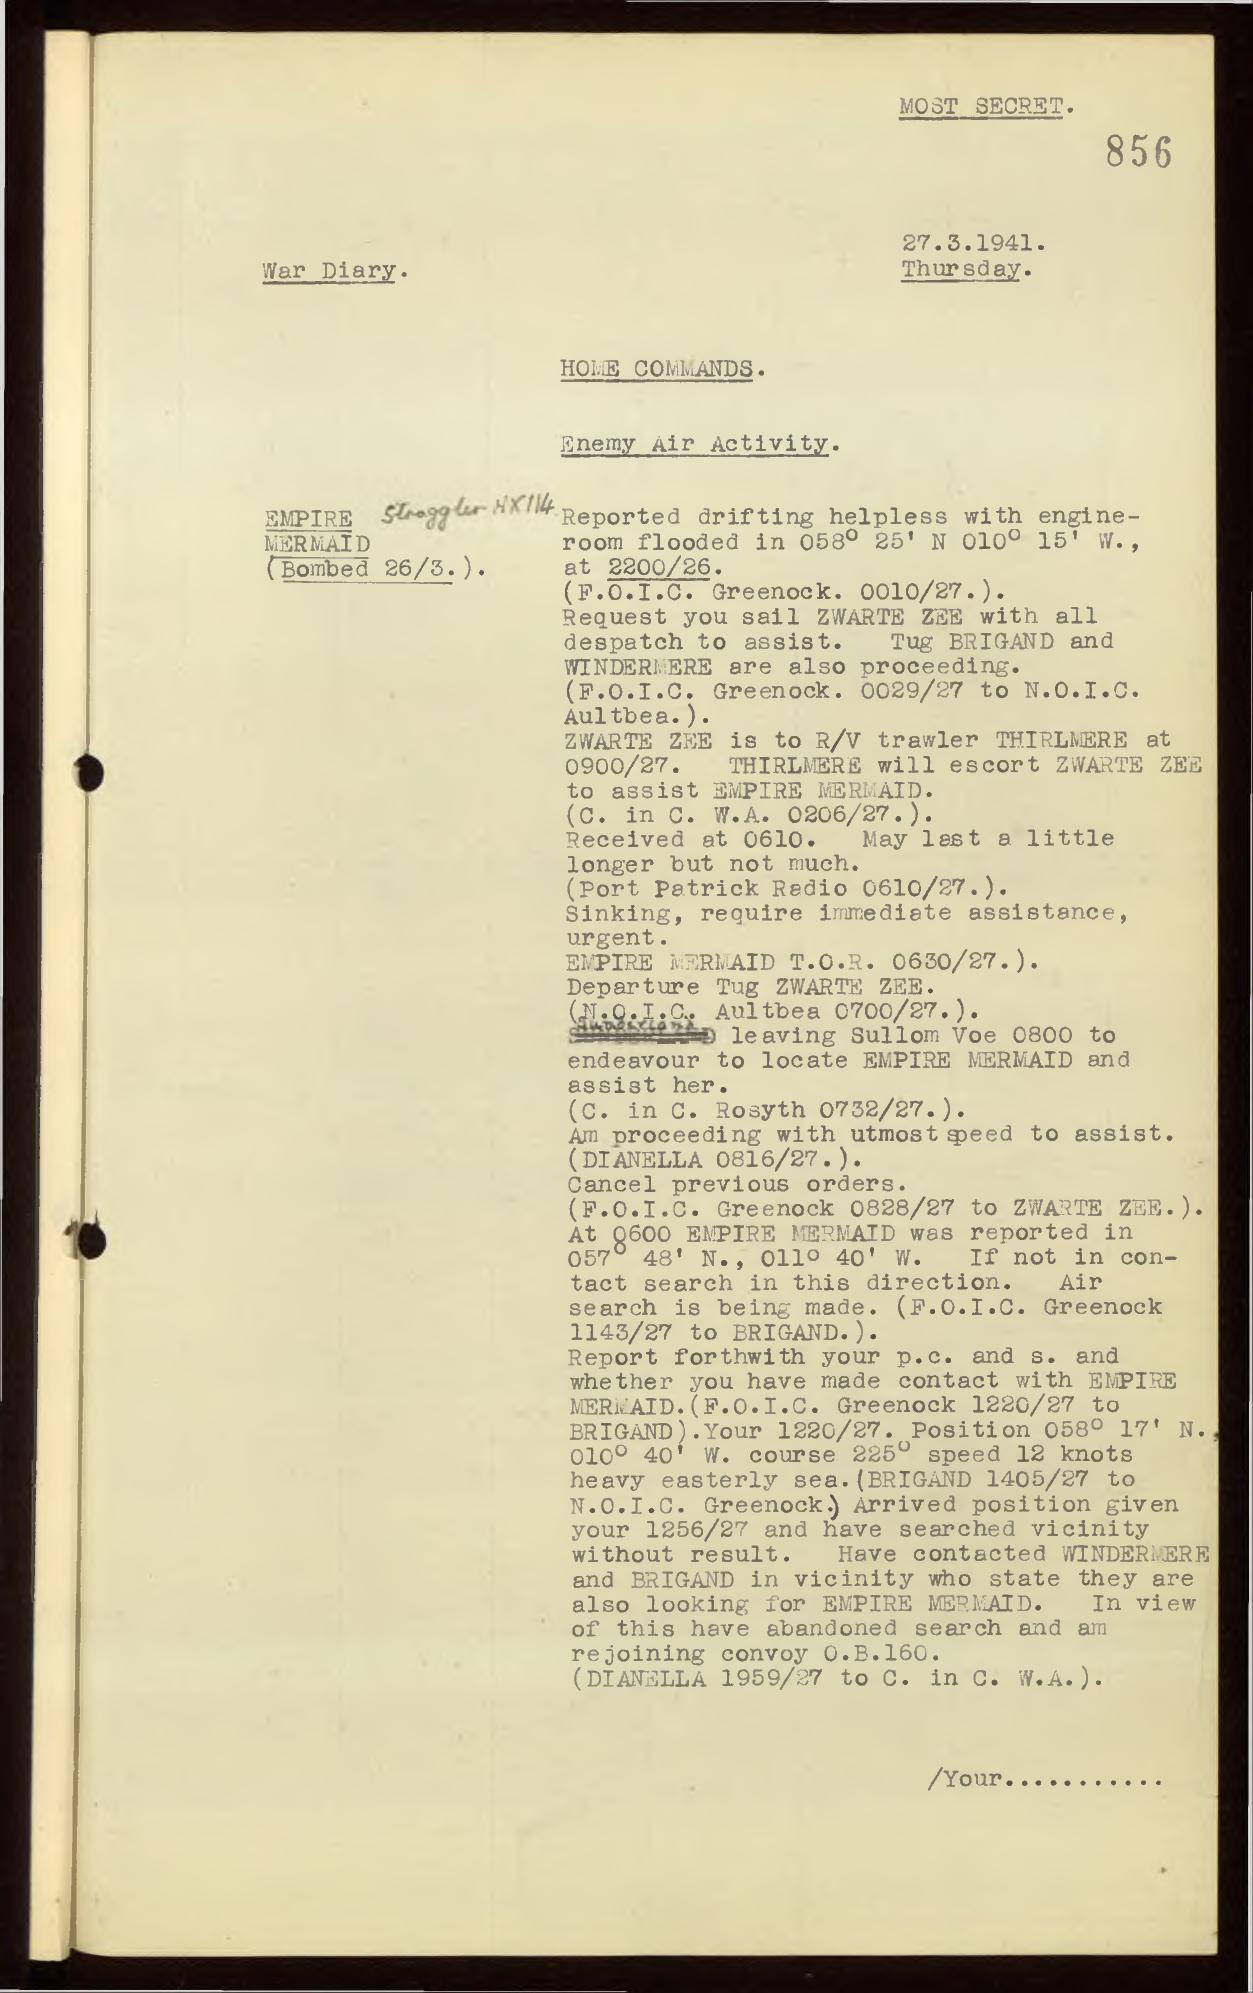 MOST SECRET.
856
27.3.1941.
War Diary.
Thursday.
HOME COMMANDS.
Enemy Air Activity.
EMPIRE
MERMAID
(Bombed 26/3.).
Straggler HX114
Reported drifting helpless with engine-
room flooded in 058° 25' N 010° 15' W.,
at 2200/26.
(F.O.I.C. Greenock. 0010/27.).
Request you sail ZWARTE ZEE with all
despatch to assist. Tug BRIGAND and
WINDERMERE are also proceeding.
(F.O.I.C. Greenock. 0029/27 to N.O.I.C.
Aultbea.).
ZWARTE ZEE is to R/V trawler THIRLMERE at
0900/27. THIRLMERE will escort ZWARTE ZEE
to assist EMPIRE MERMAID.
(C. in C. W.A. 0206/27.).
Received at 0610. May last a little
longer but not much.
(Port Patrick Radio 0610/27.).
Sinking, require immediate assistance,
urgent.
EMPIRE MERMAID T.O.R. 0630/27.).
Departure Tug ZWARTE ZEE.
(N.O.I.C. Aultbea 0700/27.).
Sunderland leaving Sullom Voe 0800 to
endeavour to locate EMPIRE MERMAID and
assist her.
(C. in C. Rosyth 0732/27.).
Am proceeding with utmost speed to assist.
(DIANELLA 0816/27.).
Cancel previous orders.
(F.O.I.C. Greenock 0828/27 to ZWARTE ZEE.).
At 0600 EMPIRE MERMAID was reported in
057° 48' N., 011° 40' W. If not in con-
tact search in this direction. Air
search is being made. (F.O.I.C. Greenock
1143/27 to BRIGAND.).
Report forthwith your p.c. and s. and
whether you have made contact with EMPIRE
MERMAID.(F.O.I.C. Greenock 1220/27 to
BRIGAND).Your 1220/27. Position 058° 17' N.,
010° 40' W. course 225° speed 12 knots
heavy easterly sea.(BRIGAND 1405/27 to
N.O.I.C. Greenock.) Arrived position given
your 1256/27 and have searched vicinity
without result. Have contacted WINDERMERE
and BRIGAND in vicinity who state they are
also looking for EMPIRE MERMAID. In view
of this have abandoned search and am
rejoining convoy O.B.160.
(DIANELLA 1959/27 to C. in C. W.A.).
/Your...........